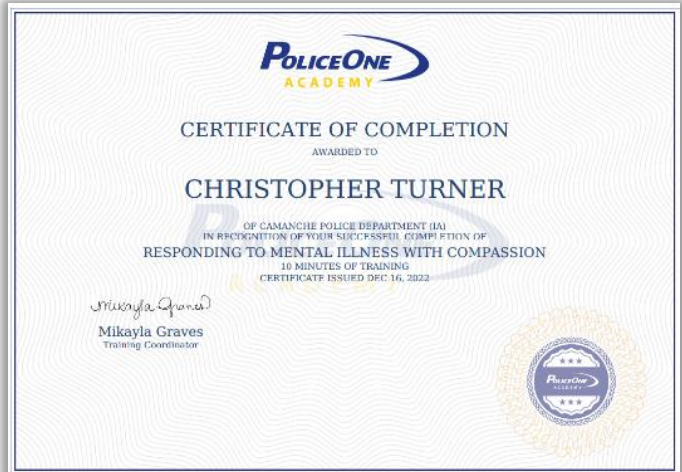 POLICEONE
ACADEMY
CERTIFICATE OF COMPLETION
AWARDED TO
CHRISTOPHER TURNER
OF CAMANCHE POLICE DEPARTMENT (IA)
IN RECOGNITION OF YOUR SUCCESSFUL COMPLETION OF
RESPONDING TO MENTAL ILLNESS WITH COMPASSION
10 MINUTES OF TRAINING
CERTIFICATE ISSUED DEC 16, 2022
Mikayla Graves
Mikayla Graves
Training Coordinator
POLICEONE
ACADEMY